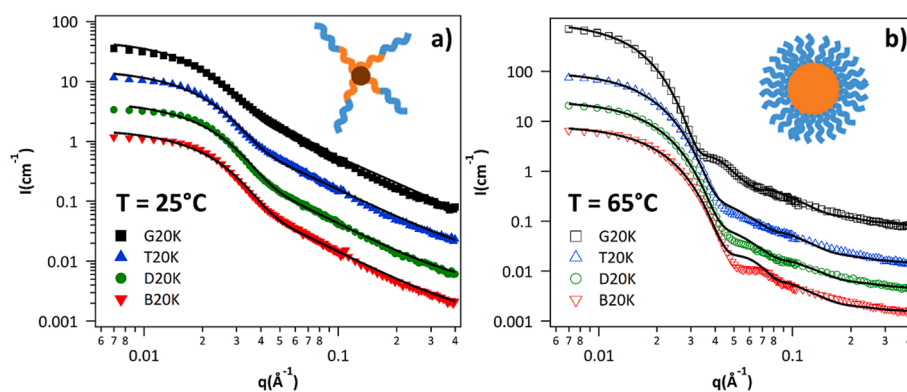 a)
I(cm⁻¹)
100
10
1
0.1
0.01
0.001
T = 25°C
G20K
T20K
D20K
B20K
6 7 8 0.01 2 3 4 5 6 7 8 0.1 2 3 4
q(Å⁻¹)
b)
I(cm⁻¹)
100
10
1
0.1
0.01
0.001
T = 65°C
G20K
T20K
D20K
B20K
6 7 8 0.01 2 3 4 5 6 7 8 0.1 2 3 4
q(Å⁻¹)